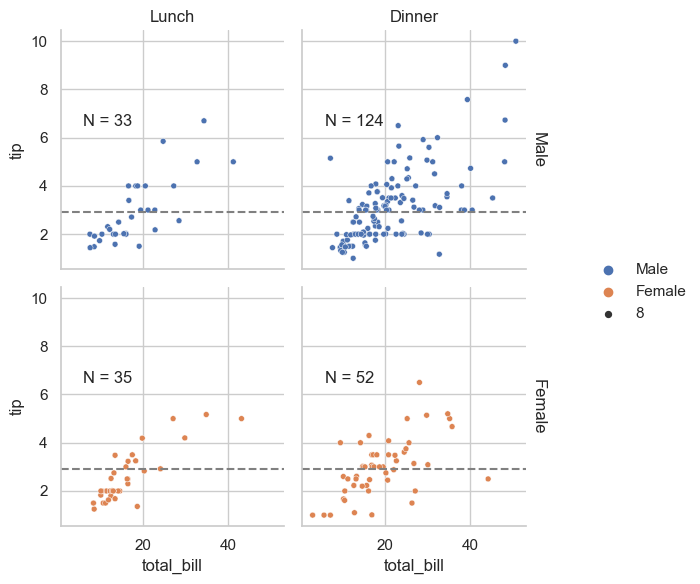 Lunch
Dinner
10
8
6
4
2
tip
N = 33
N = 124
Male
10
8
6
4
2
tip
N = 35
N = 52
Female
20
40
20
40
total_bill
total_bill
Male
Female
8